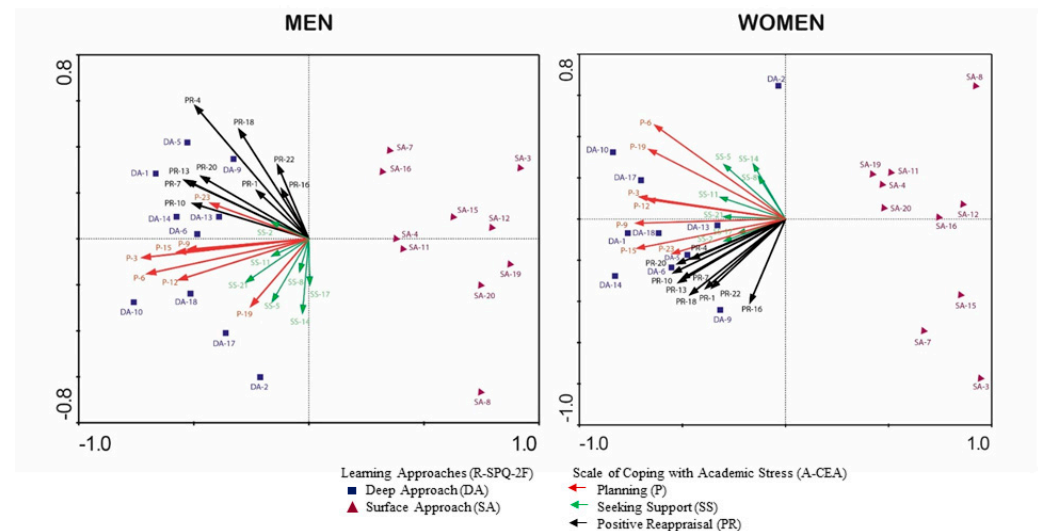 MEN
0.8
PR-4
PR-18
DA-5
SA-7
DA-9
PR-22
SA-16
SA-3
DA-1
PR-13
PR-20
PR-7
PR-1
PR-16
P-23
PR-10
DA-14
DA-13
SA-15
SS-2
SA-12
DA-6
SA-4
P-15
P-9
SA-11
P-3
SS-11
SA-19
P-6
SS-8
P-12
SS-21
SS-17
SA-20
DA-18
DA-10
SS-5
P-19
SS-14
DA-17
DA-2
SA-8
-0.8
-1.0
1.0
WOMEN
0.8
DA-2
SA-8
P-6
P-19
DA-10
SS-5
SS-14
SA-19
SA-11
DA-17
SA-4
P-3
SS-11
P-12
SA-20
SA-12
SS-21
SA-16
P-9
DA-13
DA-1
DA-18
P-15
P-23
PR-4
PR-20
DA-6
PR-10
PR-7
DA-14
PR-13
PR-18
PR-1
PR-22
PR-16
SA-15
DA-9
SA-7
SA-3
-1.0
-1.0
1.0
Learning Approaches (R-SPQ-2F)
Deep Approach (DA)
Surface Approach (SA)
Scale of Coping with Academic Stress (A-CEA)
Planning (P)
Seeking Support (SS)
Positive Reappraisal (PR)